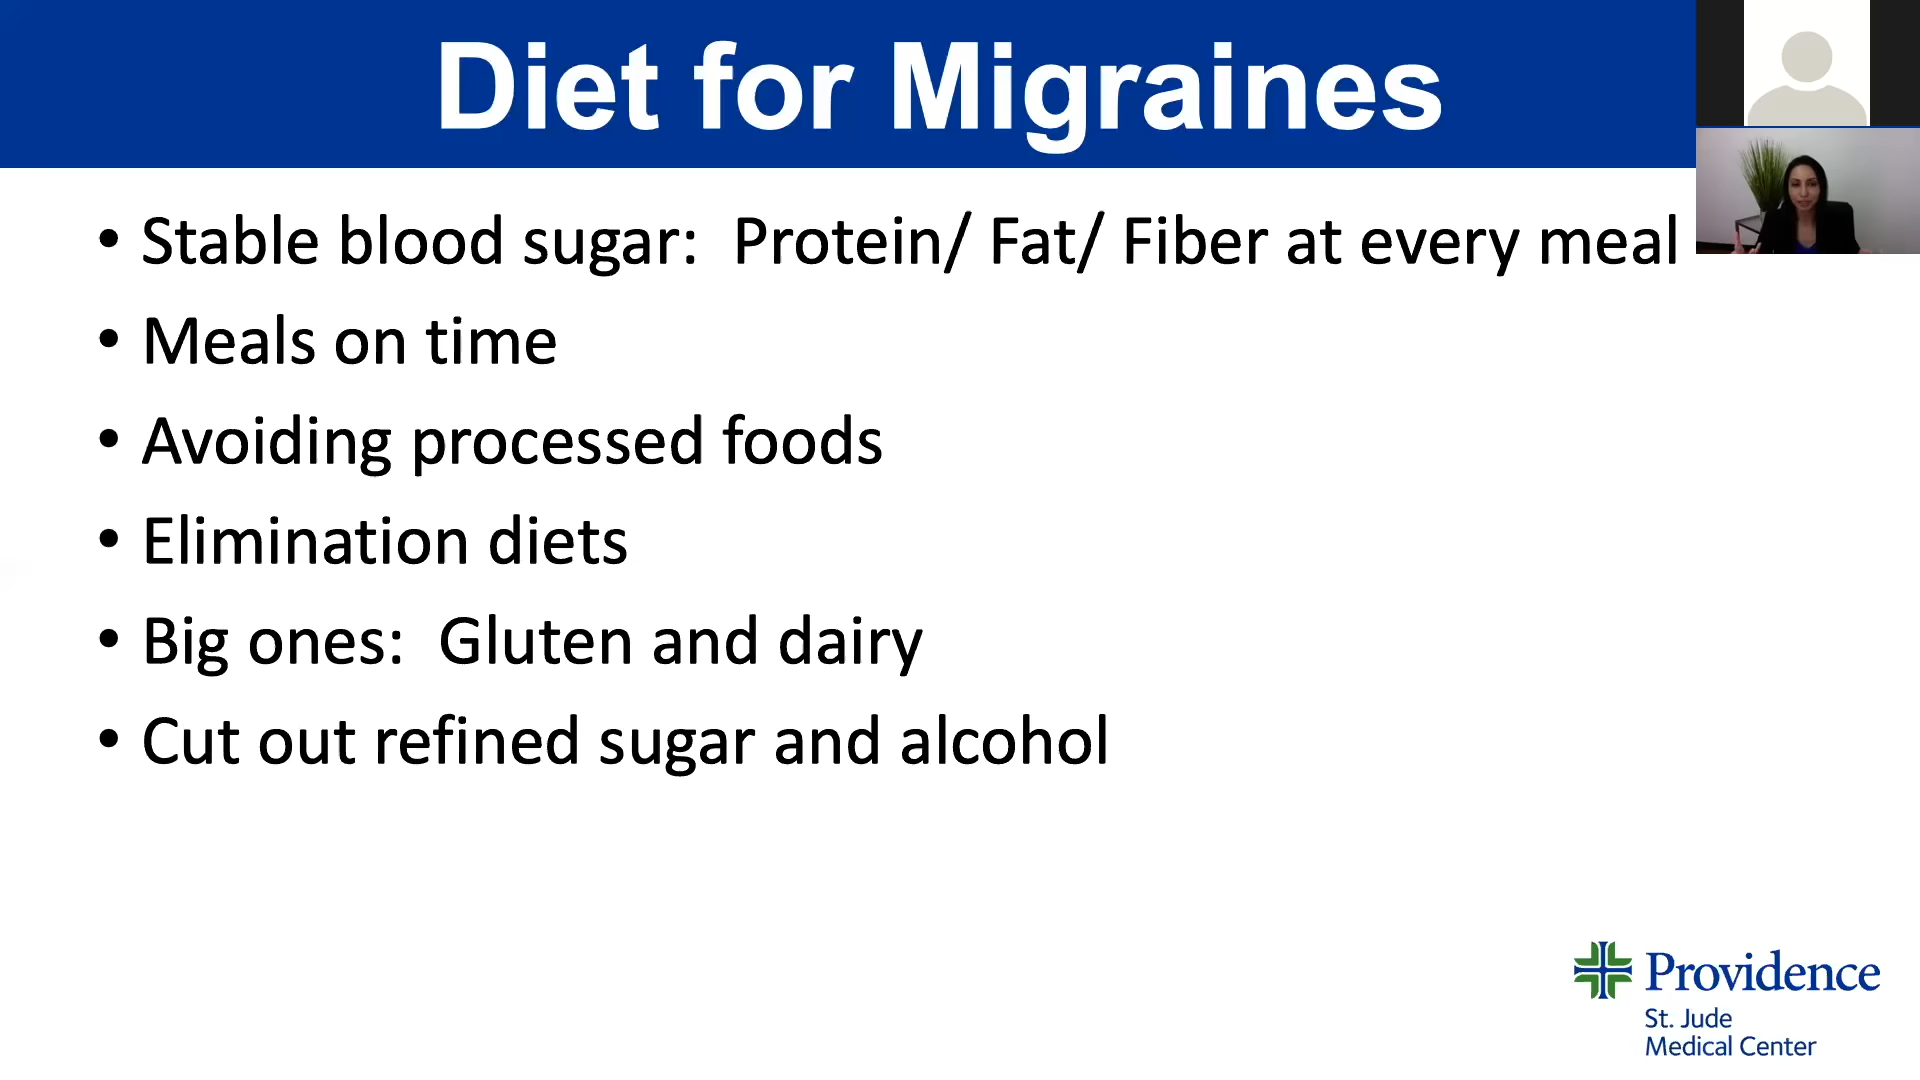 Diet for Migraines
• Stable blood sugar:  Protein/ Fat/ Fiber at every meal
• Meals on time
• Avoiding processed foods
• Elimination diets
• Big ones:  Gluten and dairy
• Cut out refined sugar and alcohol
Providence
St. Jude
Medical Center